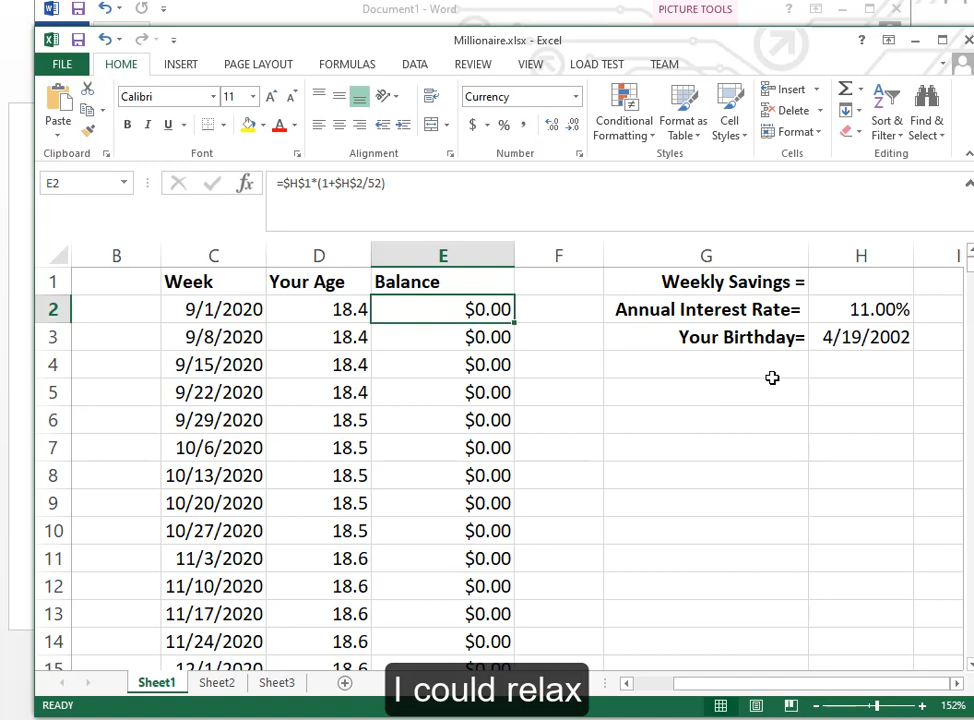 Document1 - Word
PICTURE TOOLS
Millionaire.xlsx - Excel
FILE HOME INSERT PAGE LAYOUT FORMULAS DATA REVIEW VIEW LOAD TEST TEAM
Paste
Calibri 11
Currency
$ % ,
Conditional Formatting
Format as Table
Cell Styles
Insert
Delete
Format
Sort & Filter
Find & Select
Clipboard Font Alignment Number Styles Cells Editing
E2 fx =$H$1*(1+$H$2/52)
B C D E F G H I
1 Week Your Age Balance Weekly Savings =
2 9/1/2020 18.4 $0.00 Annual Interest Rate= 11.00%
3 9/8/2020 18.4 $0.00 Your Birthday= 4/19/2002
4 9/15/2020 18.4 $0.00
5 9/22/2020 18.4 $0.00
6 9/29/2020 18.5 $0.00
7 10/6/2020 18.5 $0.00
8 10/13/2020 18.5 $0.00
9 10/20/2020 18.5 $0.00
10 10/27/2020 18.5 $0.00
11 11/3/2020 18.6 $0.00
12 11/10/2020 18.6 $0.00
13 11/17/2020 18.6 $0.00
14 11/24/2020 18.6 $0.00
15 12/1/2020 18.6 $0.00
Sheet1 Sheet2 Sheet3
I could relax
READY 152%